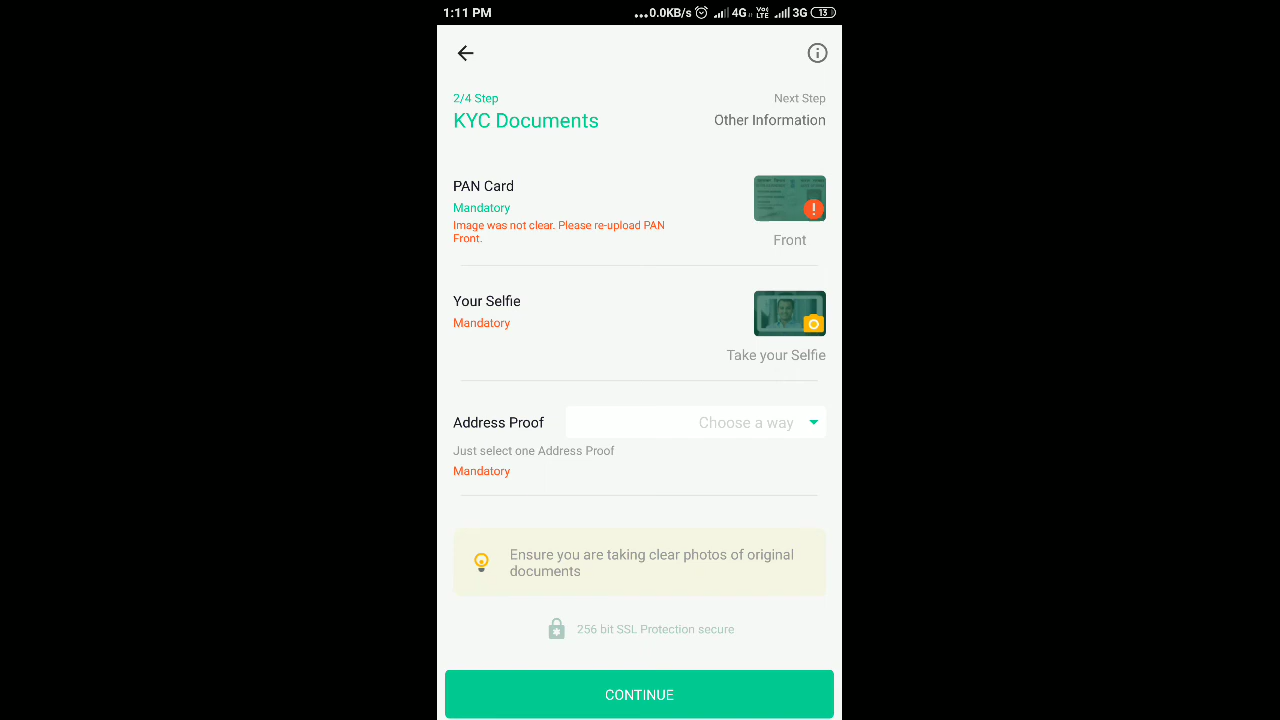 1:11 PM
...0.0KB/s 4G VoLTE 3G 13
2/4 Step
Next Step
KYC Documents
Other Information
PAN Card
Mandatory
Image was not clear. Please re-upload PAN
Front.
Front
Your Selfie
Mandatory
Take your Selfie
Address Proof
Choose a way
Just select one Address Proof
Mandatory
Ensure you are taking clear photos of original
documents
256 bit SSL Protection secure
CONTINUE